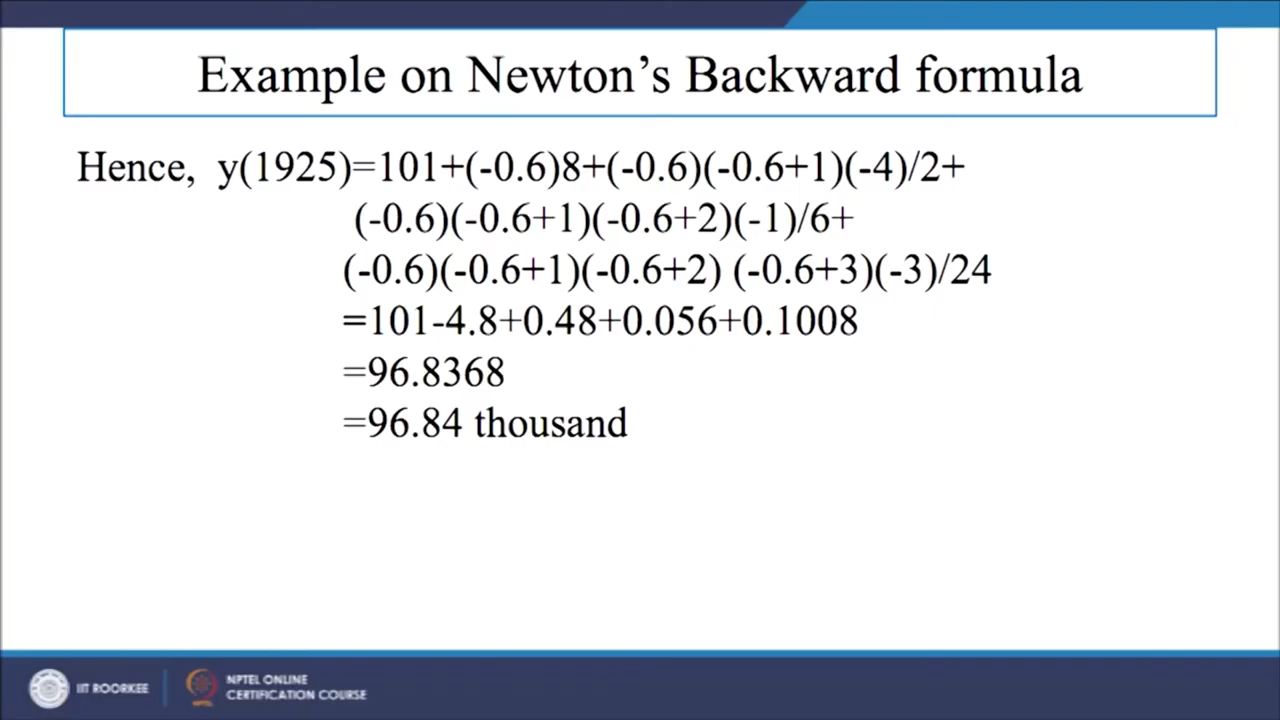 Example on Newton's Backward formula
Hence, y(1925)=101+(-0.6)8+(-0.6)(-0.6+1)(-4)/2+
(-0.6)(-0.6+1)(-0.6+2)(-1)/6+
(-0.6)(-0.6+1)(-0.6+2) (-0.6+3)(-3)/24
=101-4.8+0.48+0.056+0.1008
=96.8368
=96.84 thousand
IIT ROORKEE
NPTEL ONLINE
CERTIFICATION COURSE